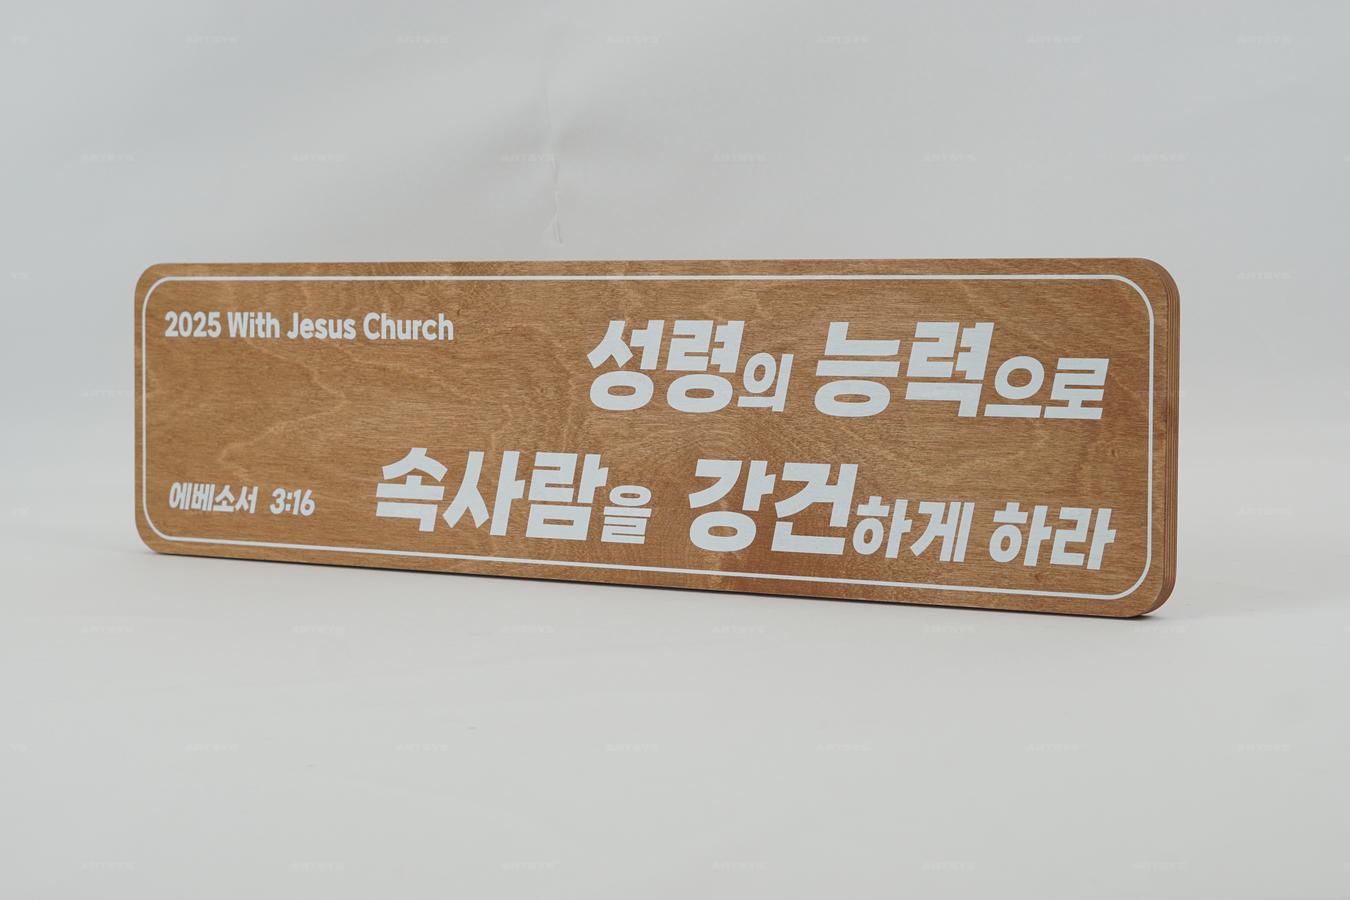 2025 With Jesus Church
성령의 능력으로
속사람을 강건하게 하라
에베소서 3:16
ARTSYS